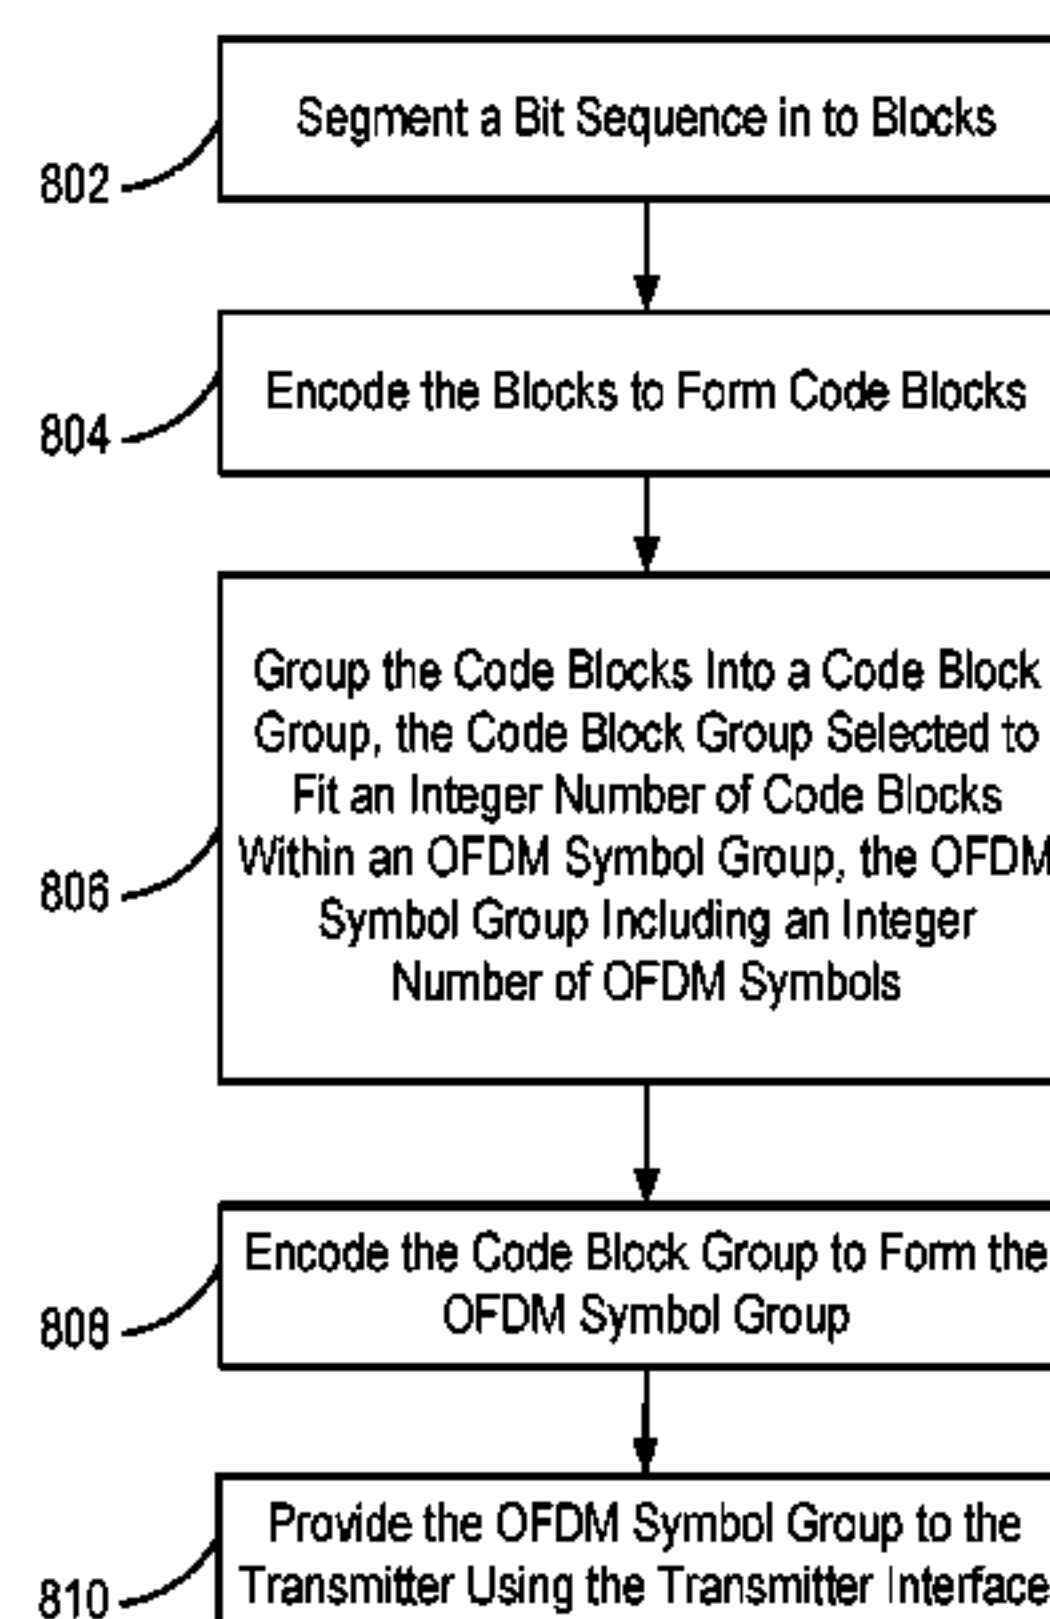 Segment a Bit Sequence in to Blocks
802
Encode the Blocks to Form Code Blocks
804
Group the Code Blocks Into a Code Block
Group, the Code Block Group Selected to
Fit an Integer Number of Code Blocks
Within an OFDM Symbol Group, the OFDM
Symbol Group Including an Integer
Number of OFDM Symbols
806
Encode the Code Block Group to Form the
OFDM Symbol Group
808
Provide the OFDM Symbol Group to the
Transmitter Using the Transmitter Interface
810